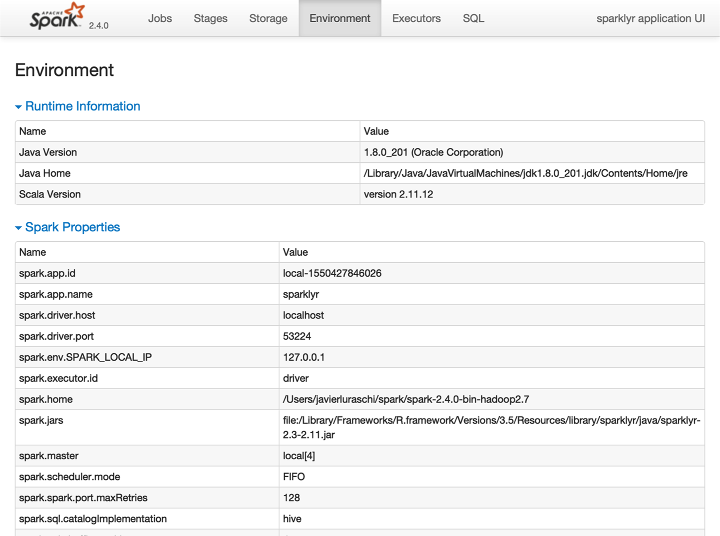 APACHE
Spark 2.4.0 Jobs Stages Storage Environment Executors SQL sparklyr application UI
Environment
Runtime Information
Name Value
Java Version 1.8.0_201 (Oracle Corporation)
Java Home /Library/Java/JavaVirtualMachines/jdk1.8.0_201.jdk/Contents/Home/jre
Scala Version version 2.11.12
Spark Properties
Name Value
spark.app.id local-1550427846026
spark.app.name sparklyr
spark.driver.host localhost
spark.driver.port 53224
spark.env.SPARK_LOCAL_IP 127.0.0.1
spark.executor.id driver
spark.home /Users/javierluraschi/spark/spark-2.4.0-bin-hadoop2.7
spark.jars file:/Library/Frameworks/R.framework/Versions/3.5/Resources/library/sparklyr/java/sparklyr-
2.3-2.11.jar
spark.master local[4]
spark.scheduler.mode FIFO
spark.spark.port.maxRetries 128
spark.sql.catalogImplementation hive